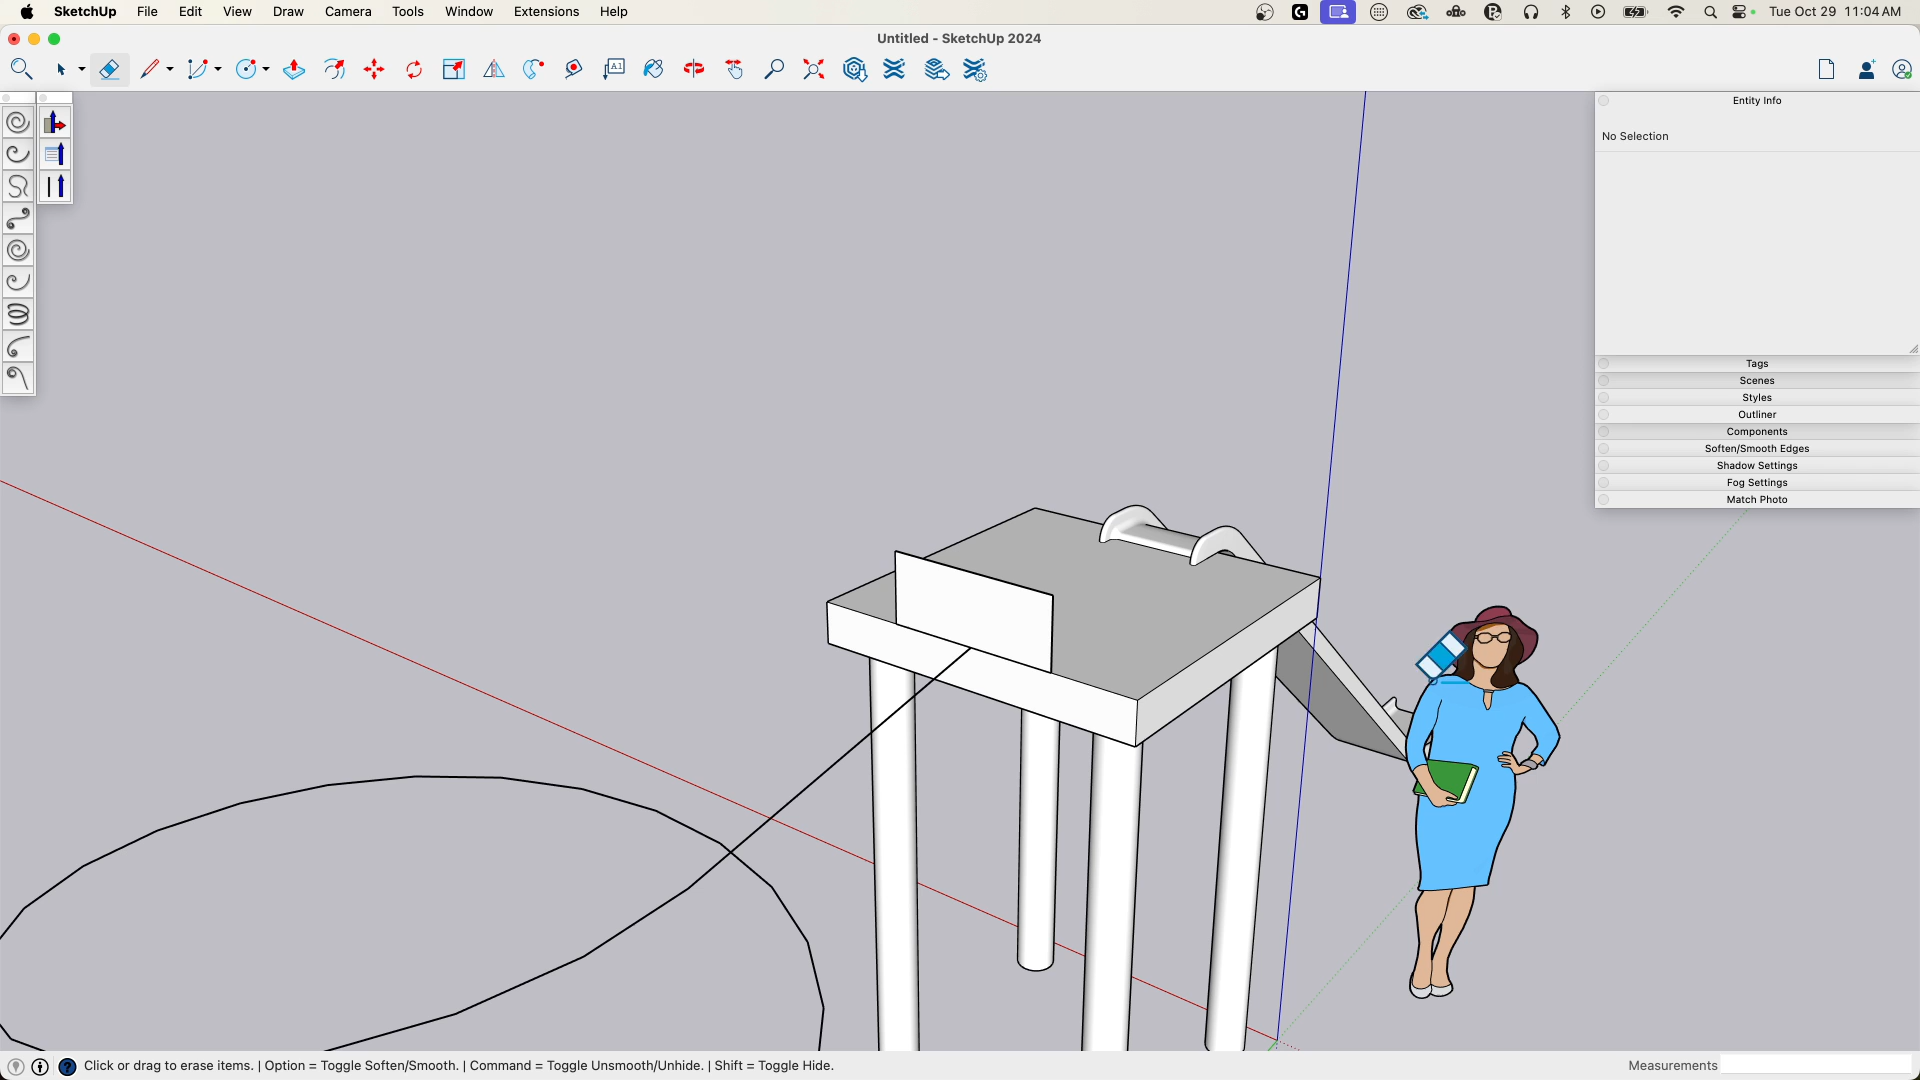 SketchUp File Edit View Draw Camera Tools Window Extensions Help Tue Oct 29 11:04 AM
Untitled - SketchUp 2024
A1
Entity Info
No Selection
Tags
Scenes
Styles
Outliner
Components
Soften/Smooth Edges
Shadow Settings
Fog Settings
Match Photo
Click or drag to erase items. | Option = Toggle Soften/Smooth. | Command = Toggle Unsmooth/Unhide. | Shift = Toggle Hide. Measurements